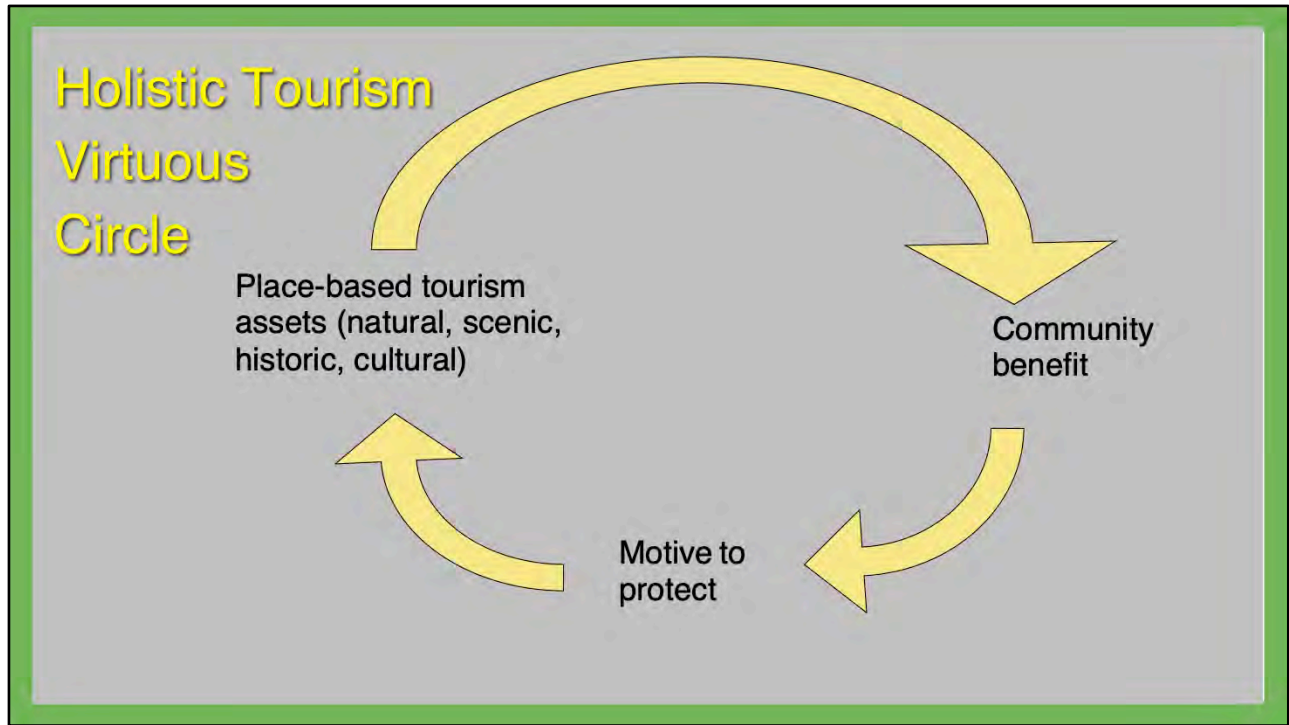 Holistic Tourism
Virtuous
Circle
Place-based tourism
assets (natural, scenic,
historic, cultural)
Community
benefit
Motive to
protect